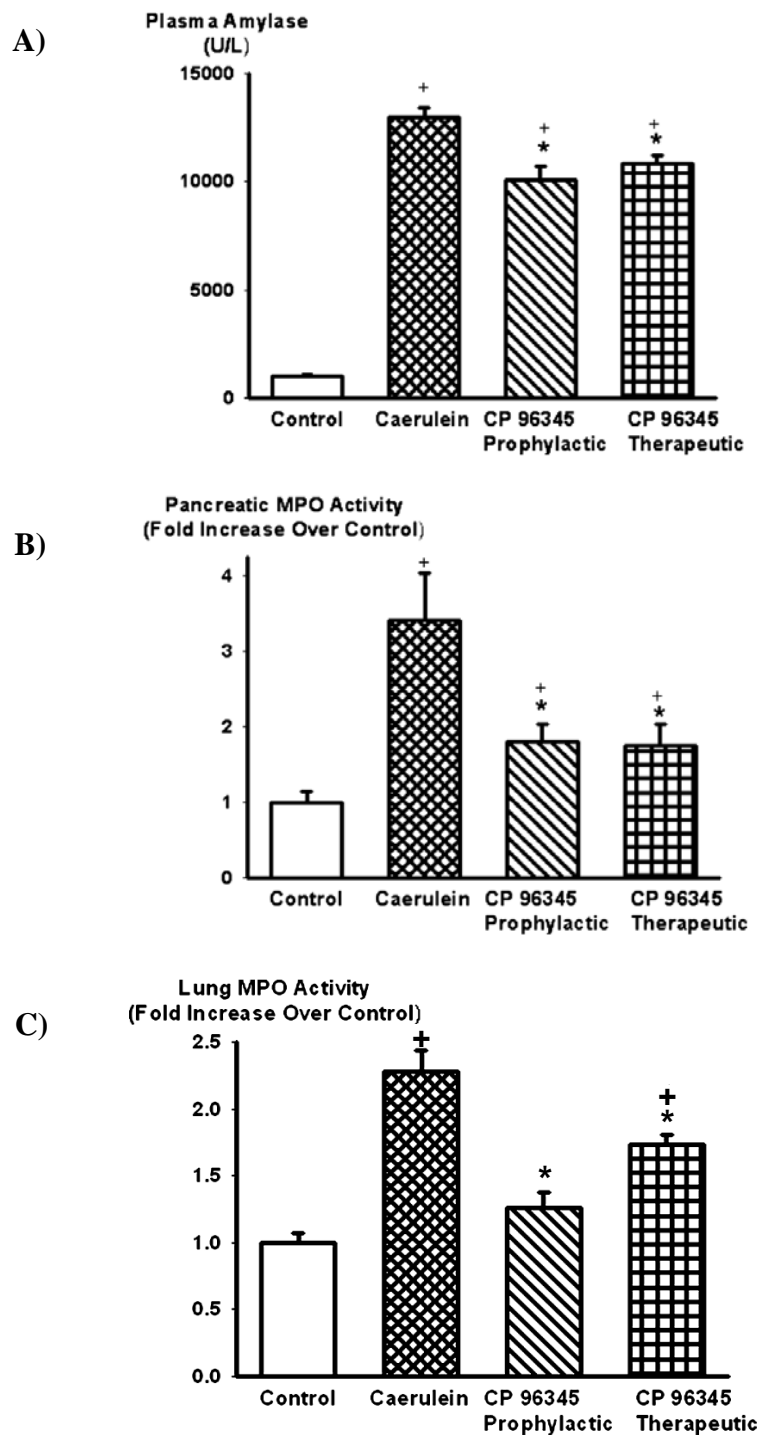 A)
Plasma Amylase
(U/L)
15000
10000
5000
0
+
+
*
+
*
Control Caerulein CP 96345 CP 96345
Prophylactic Therapeutic
B)
Pancreatic MPO Activity
(Fold Increase Over Control)
4
3
2
1
0
+
+
*
+
*
Control Caerulein CP 96345 CP 96345
Prophylactic Therapeutic
C)
Lung MPO Activity
(Fold Increase Over Control)
2.5
2.0
1.5
1.0
0.5
0.0
+
*
+
*
Control Caerulein CP 96345 CP 96345
Prophylactic Therapeutic